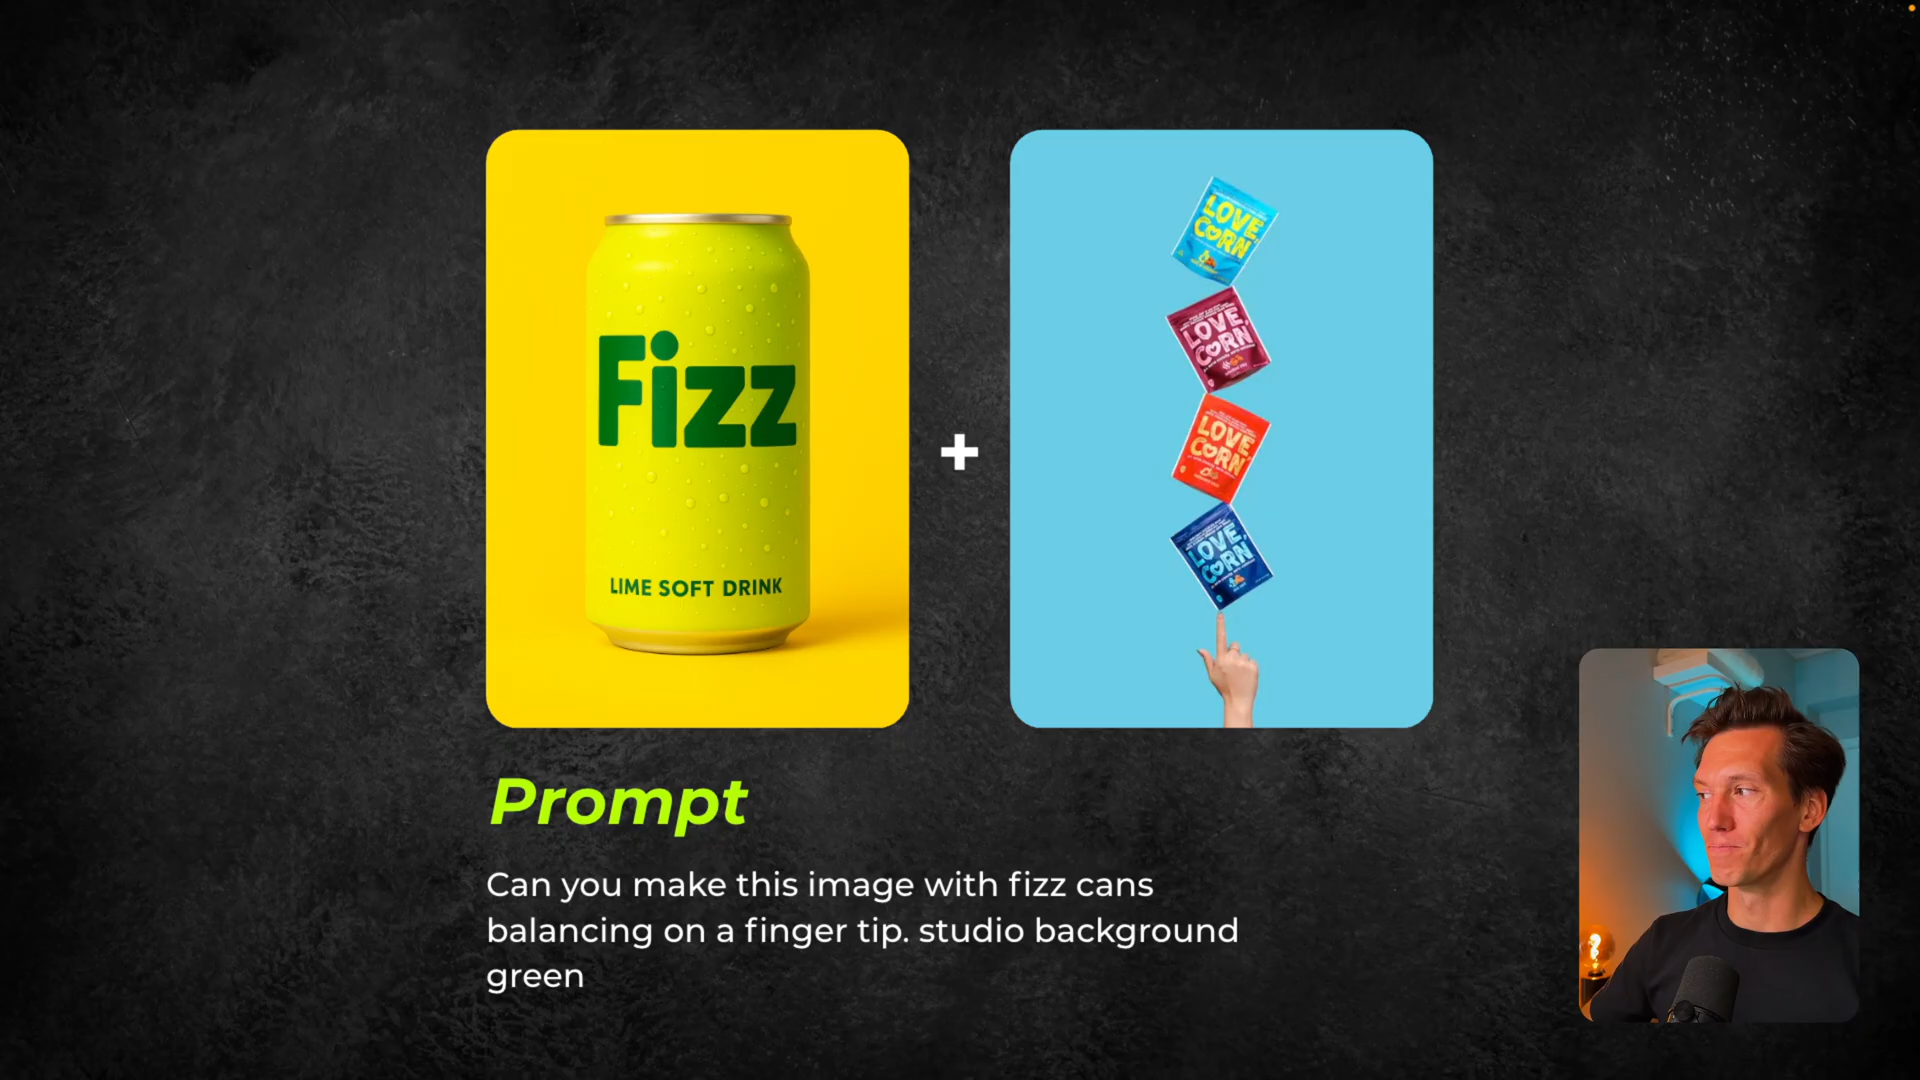 Fizz
LIME SOFT DRINK
+
LOVE,
CORN
LOVE,
CORN
LOVE,
CORN
LOVE,
CORN
Prompt
Can you make this image with fizz cans
balancing on a finger tip. studio background
green